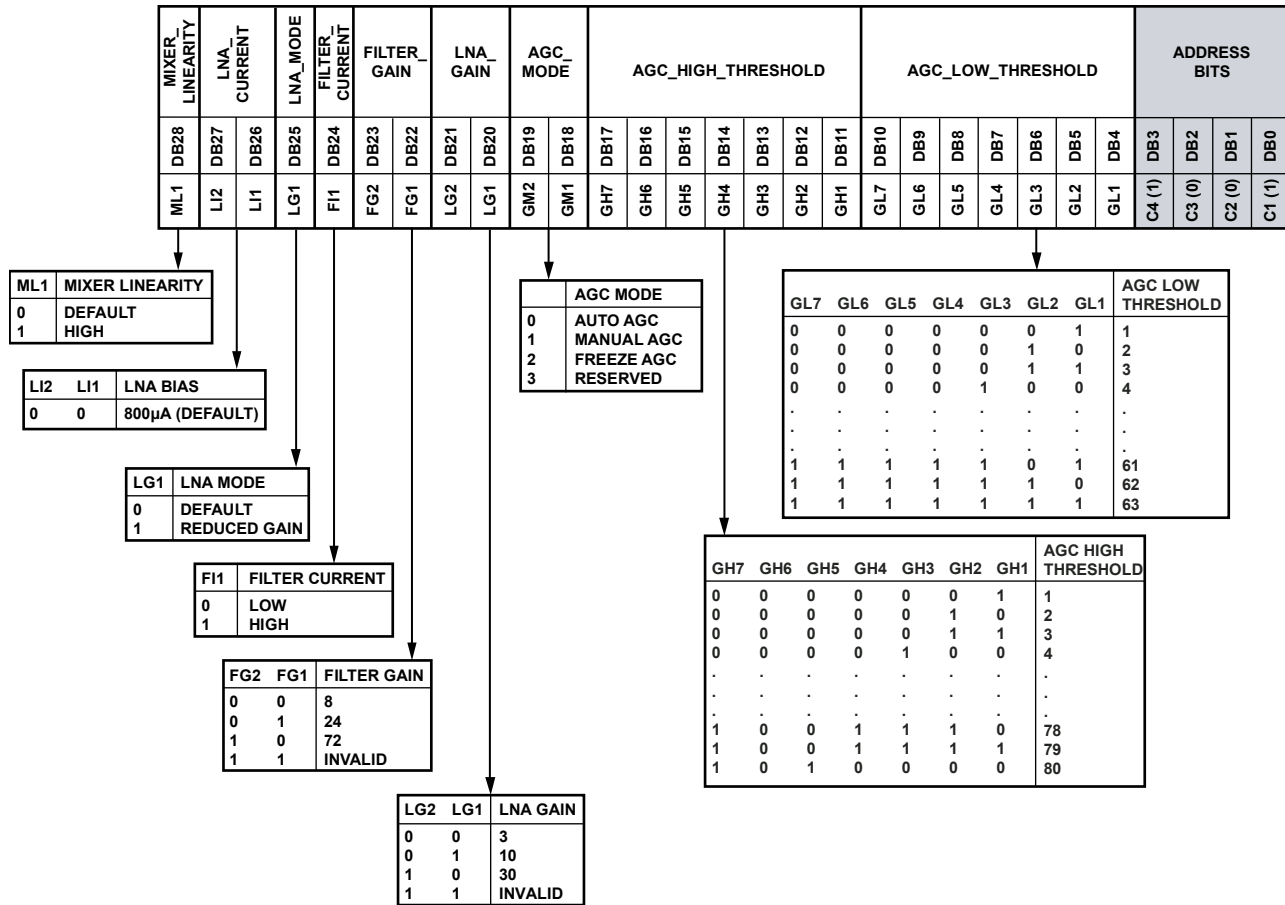 MIXER_
LINEARITY
LNA_
CURRENT
LNA_MODE
FILTER_
CURRENT
FILTER_
GAIN
LNA_
GAIN
AGC_
MODE
AGC_HIGH_THRESHOLD
AGC_LOW_THRESHOLD
ADDRESS
BITS
DB28 DB27 DB26 DB25 DB24 DB23 DB22 DB21 DB20 DB19 DB18 DB17 DB16 DB15 DB14 DB13 DB12 DB11 DB10 DB9 DB8 DB7 DB6 DB5 DB4 DB3 DB2 DB1 DB0
ML1 LI2 LI1 LG1 FI1 FG2 FG1 LG2 LG1 GM2 GM1 GH7 GH6 GH5 GH4 GH3 GH2 GH1 GL7 GL6 GL5 GL4 GL3 GL2 GL1 C4 (1) C3 (0) C2 (0) C1 (1)
ML1 MIXER LINEARITY
0 DEFAULT
1 HIGH
LI2 LI1 LNA BIAS
0 0 800µA (DEFAULT)
LG1 LNA MODE
0 DEFAULT
1 REDUCED GAIN
FI1 FILTER CURRENT
0 LOW
1 HIGH
FG2 FG1 FILTER GAIN
0 0 8
0 1 24
1 0 72
1 1 INVALID
LG2 LG1 LNA GAIN
0 0 3
0 1 10
1 0 30
1 1 INVALID
AGC MODE
0 AUTO AGC
1 MANUAL AGC
2 FREEZE AGC
3 RESERVED
GL7 GL6 GL5 GL4 GL3 GL2 GL1 AGC LOW
THRESHOLD
0 0 0 0 0 0 1 1
0 0 0 0 0 1 0 2
0 0 0 0 0 1 1 3
0 0 0 0 1 0 0 4
. . . . . . . .
. . . . . . . .
. . . . . . . .
1 1 1 1 1 0 1 61
1 1 1 1 1 1 0 62
1 1 1 1 1 1 1 63
GH7 GH6 GH5 GH4 GH3 GH2 GH1 AGC HIGH
THRESHOLD
0 0 0 0 0 0 1 1
0 0 0 0 0 1 0 2
0 0 0 0 0 1 1 3
0 0 0 0 1 0 0 4
. . . . . . . .
. . . . . . . .
. . . . . . . .
1 0 0 1 1 1 0 78
1 0 0 1 1 1 1 79
1 0 1 0 0 0 0 80